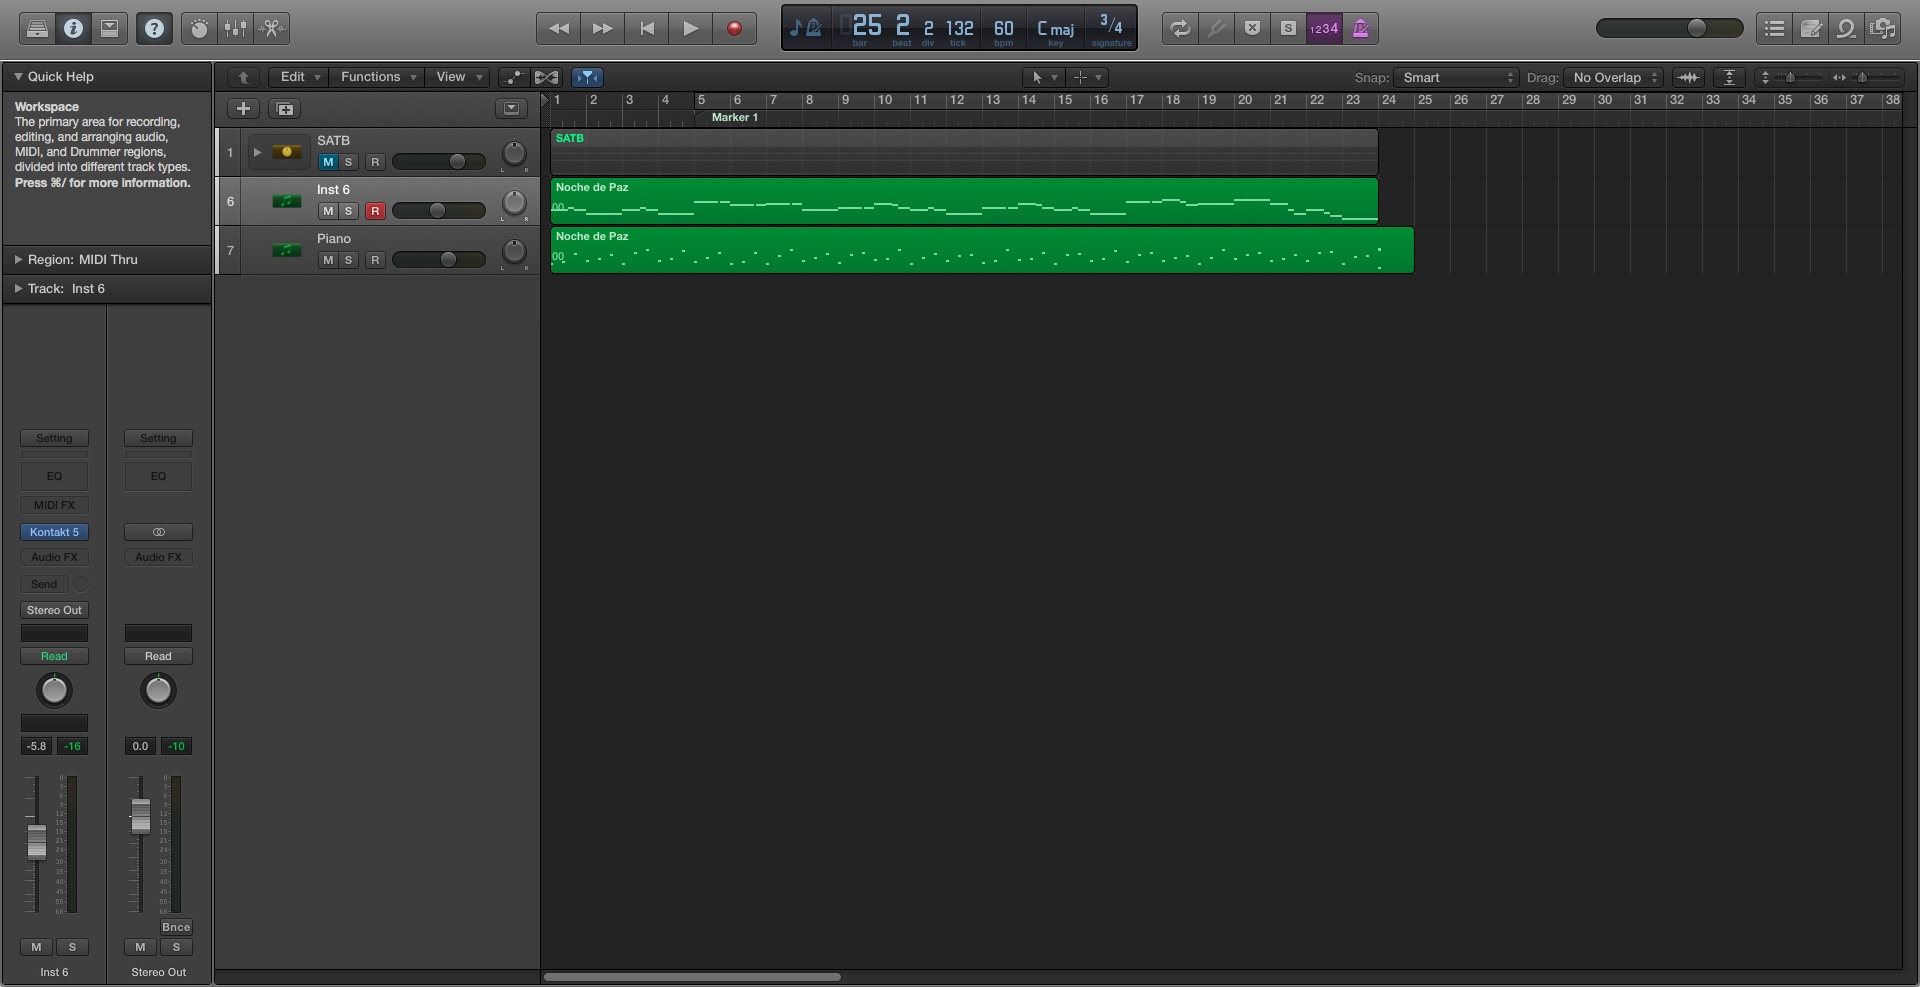 25 2 2 132 60 C maj 3/4
bar beat div tick bpm key signature
1234
Quick Help
Workspace
The primary area for recording,
editing, and arranging audio,
MIDI, and Drummer regions,
divided into different track types.
Press ⌘/ for more information.
Region: MIDI Thru
Track: Inst 6
Edit Functions View
Snap: Smart Drag: No Overlap
1 2 3 4 5 6 7 8 9 10 11 12 13 14 15 16 17 18 19 20 21 22 23 24 25 26 27 28 29 30 31 32 33 34 35 36 37 38
Marker 1
1 SATB
M S R
SATB
6 Inst 6
M S R
Noche de Paz
7 Piano
M S R
Noche de Paz
Setting Setting
EQ EQ
MIDI FX
Kontakt 5
Audio FX Audio FX
Send
Stereo Out
Read Read
-5.8 -16 0.0 -10
Bnce
M S M S
Inst 6 Stereo Out